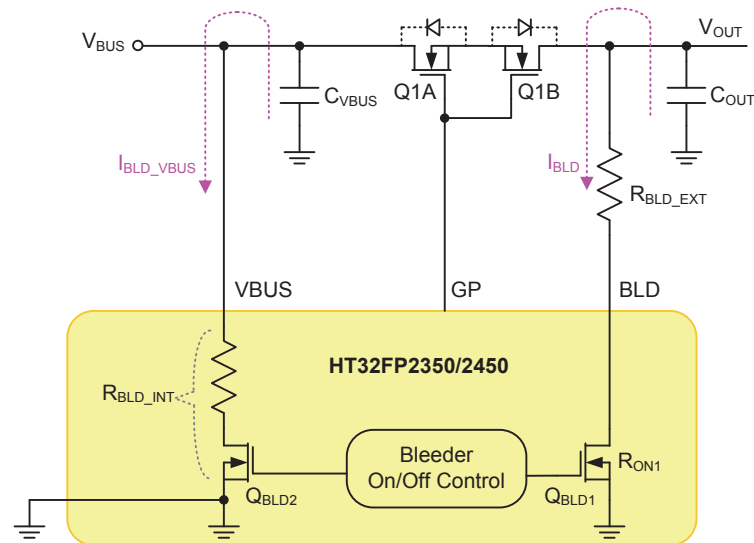 VBUS
VOUT
Q1A
Q1B
CVBUS
COUT
IBLD_VBUS
IBLD
RBLD_EXT
VBUS
GP
BLD
HT32FP2350/2450
RBLD_INT
Bleeder
On/Off Control
RON1
QBLD2
QBLD1